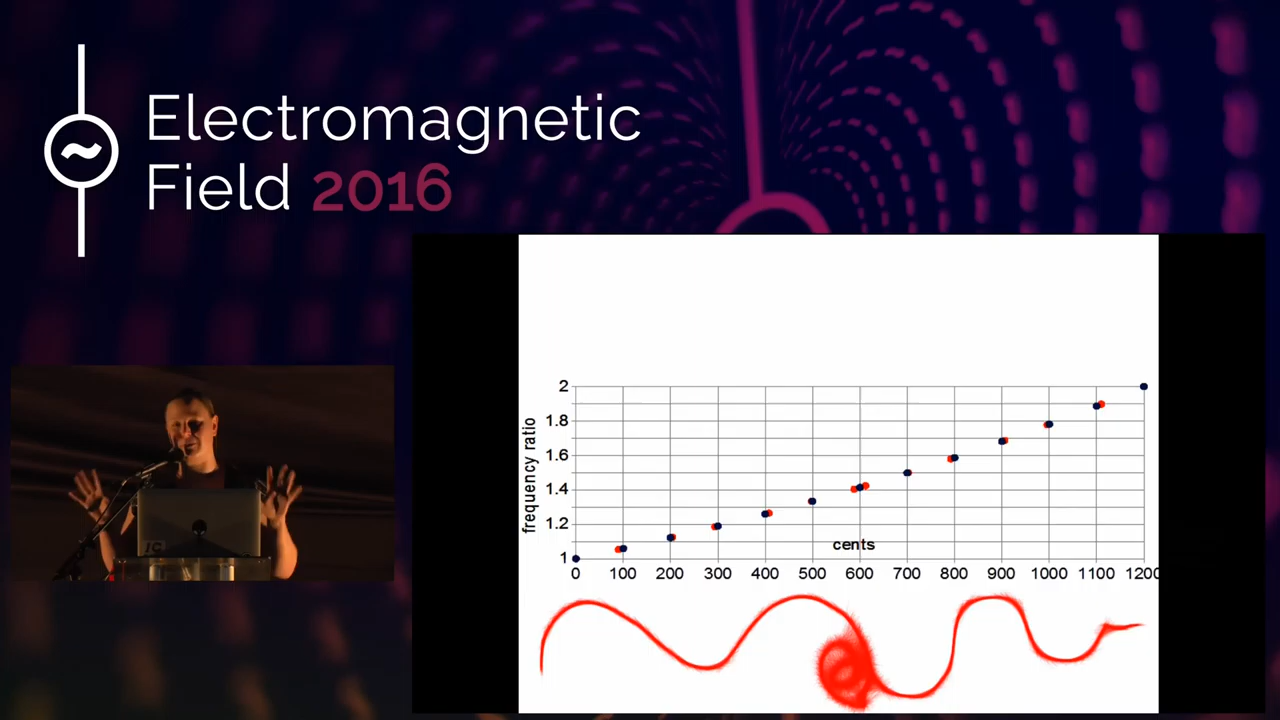 Electromagnetic
Field 2016
2
1.8
1.6
1.4
1.2
1
frequency ratio
cents
0 100 200 300 400 500 600 700 800 900 1000 1100 1200
IC